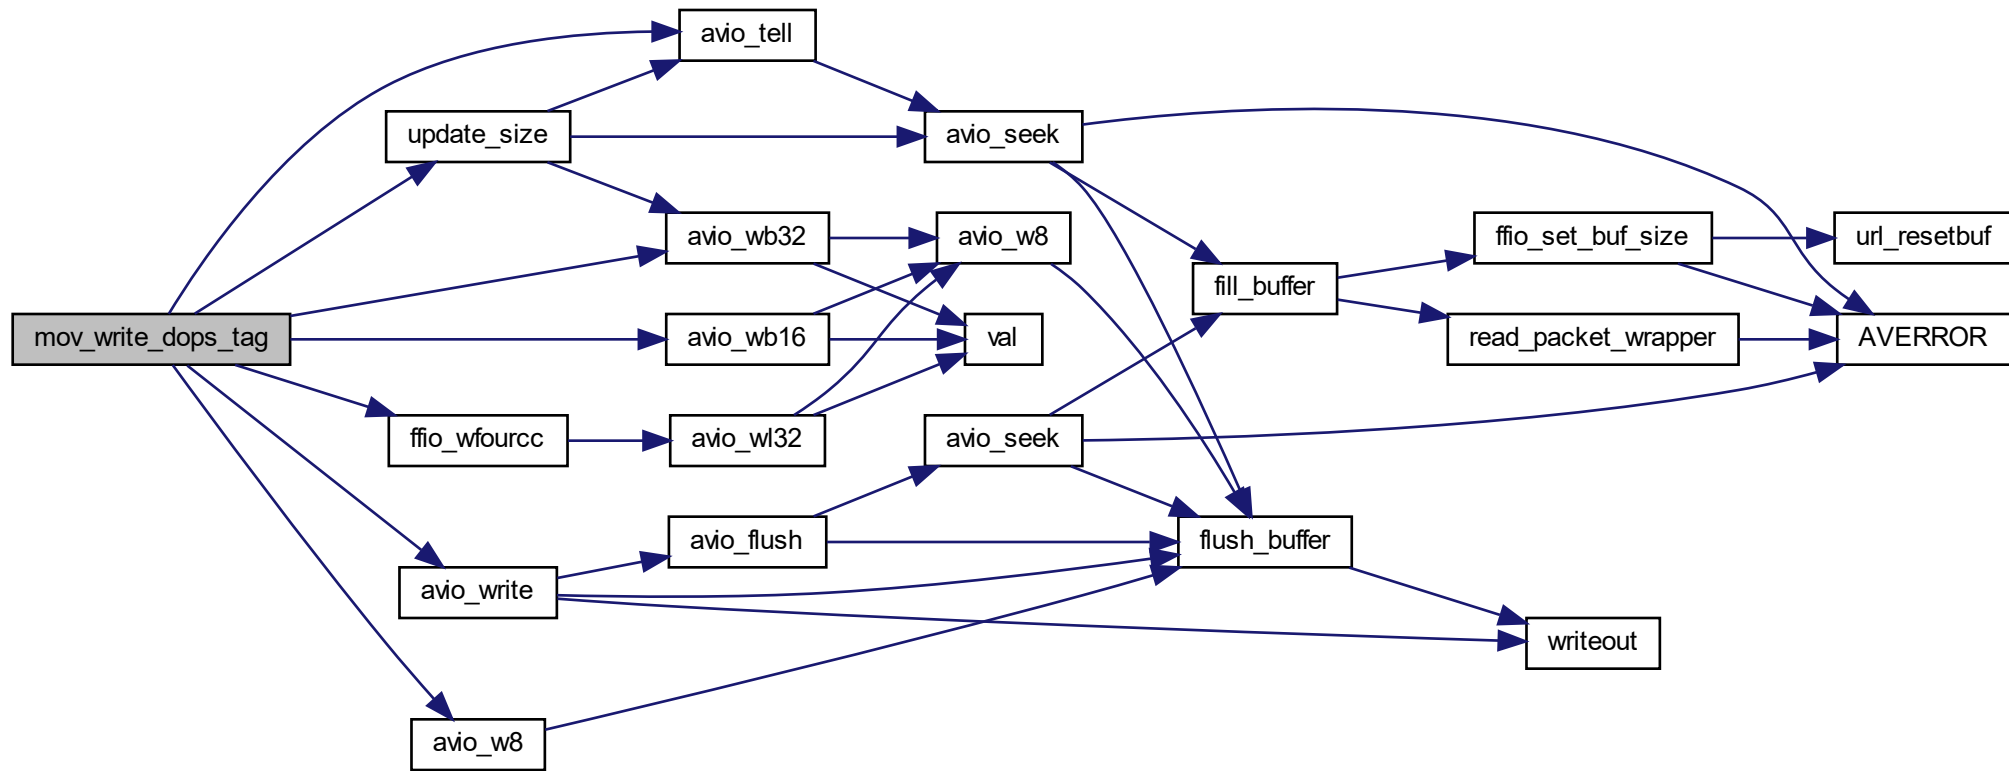 avio_tell
update_size
avio_seek
avio_wb32
avio_w8
ffio_set_buf_size
url_resetbuf
fill_buffer
mov_write_dops_tag
avio_wb16
val
read_packet_wrapper
AVERROR
ffio_wfourcc
avio_wl32
avio_seek
avio_flush
flush_buffer
avio_write
writeout
avio_w8